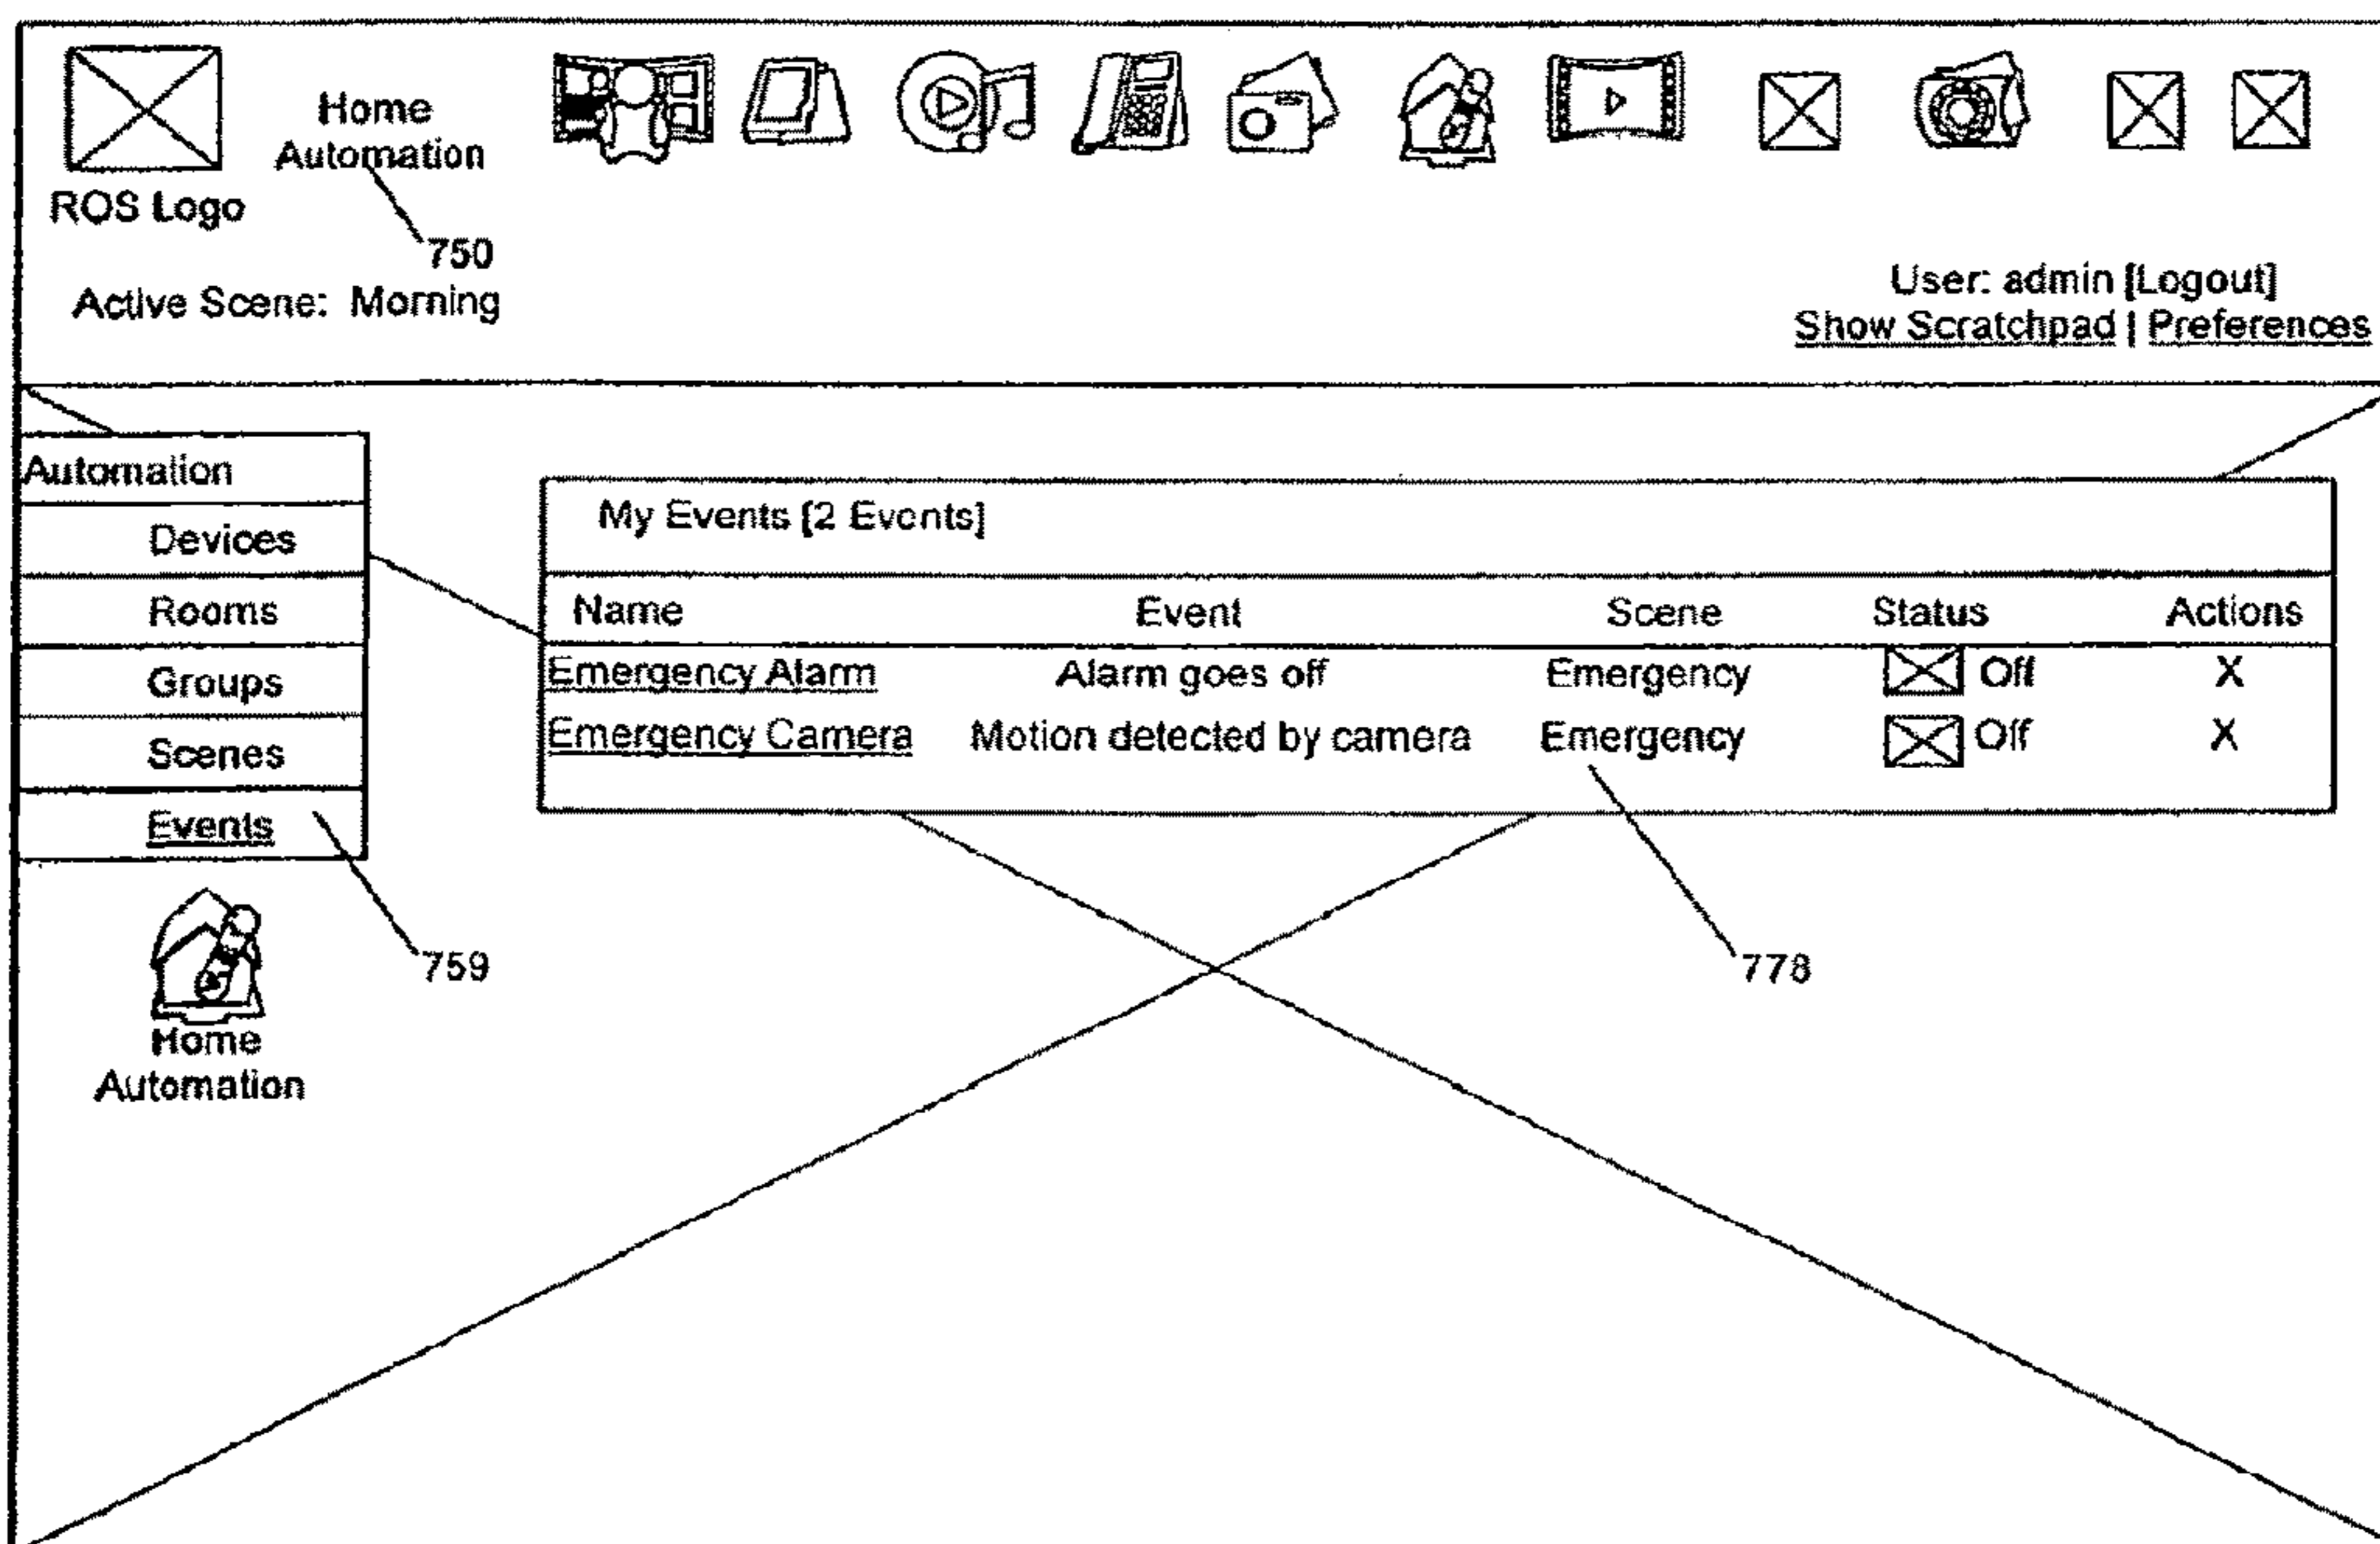 Home
Automation
ROS Logo
750
Active Scene: Morning
User: admin [Logout]
Show Scratchpad | Preferences
Automation
Devices
Rooms
Groups
Scenes
Events
759
Home
Automation
My Events [2 Events]
Name Event Scene Status Actions
Emergency Alarm Alarm goes off Emergency Off X
Emergency Camera Motion detected by camera Emergency Off X
778